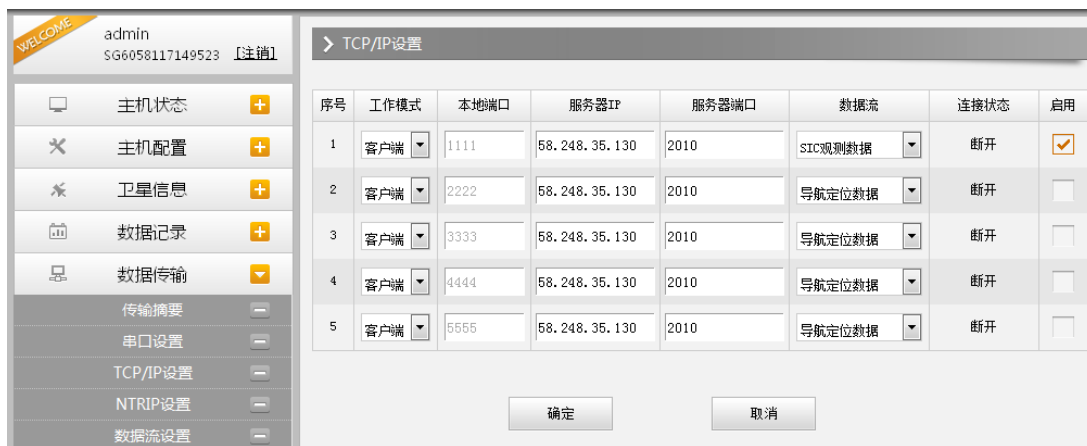 WELCOME
admin
SG6058117149523 [注销]
主机状态
主机配置
卫星信息
数据记录
数据传输
传输摘要
串口设置
TCP/IP设置
NTRIP设置
数据流设置
TCP/IP设置
序号 工作模式 本地端口 服务器IP 服务器端口 数据流 连接状态 启用
1 客户端 1111 58.248.35.130 2010 SIC观测数据 断开
2 客户端 2222 58.248.35.130 2010 导航定位数据 断开
3 客户端 3333 58.248.35.130 2010 导航定位数据 断开
4 客户端 4444 58.248.35.130 2010 导航定位数据 断开
5 客户端 5555 58.248.35.130 2010 导航定位数据 断开
确定 取消